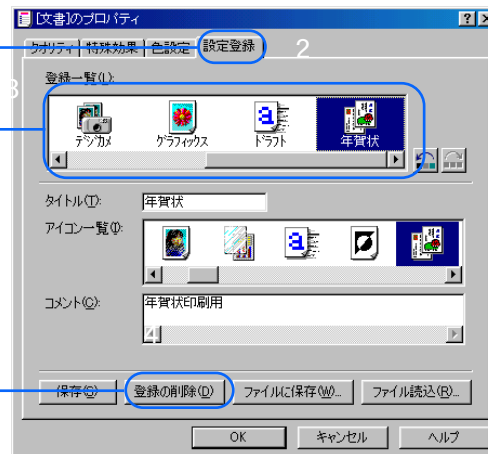 [文書]のプロパティ
クオリティ 特殊効果 色設定 設定登録 2
3
登録一覧(L):
デジカメ グラフィックス ドラフト 年賀状
タイトル(T): 年賀状
アイコン一覧(I):
コメント(C): 年賀状印刷用
4
保存(S) 登録の削除(D) ファイルに保存(W)... ファイル読込(R)...
OK キャンセル ヘルプ